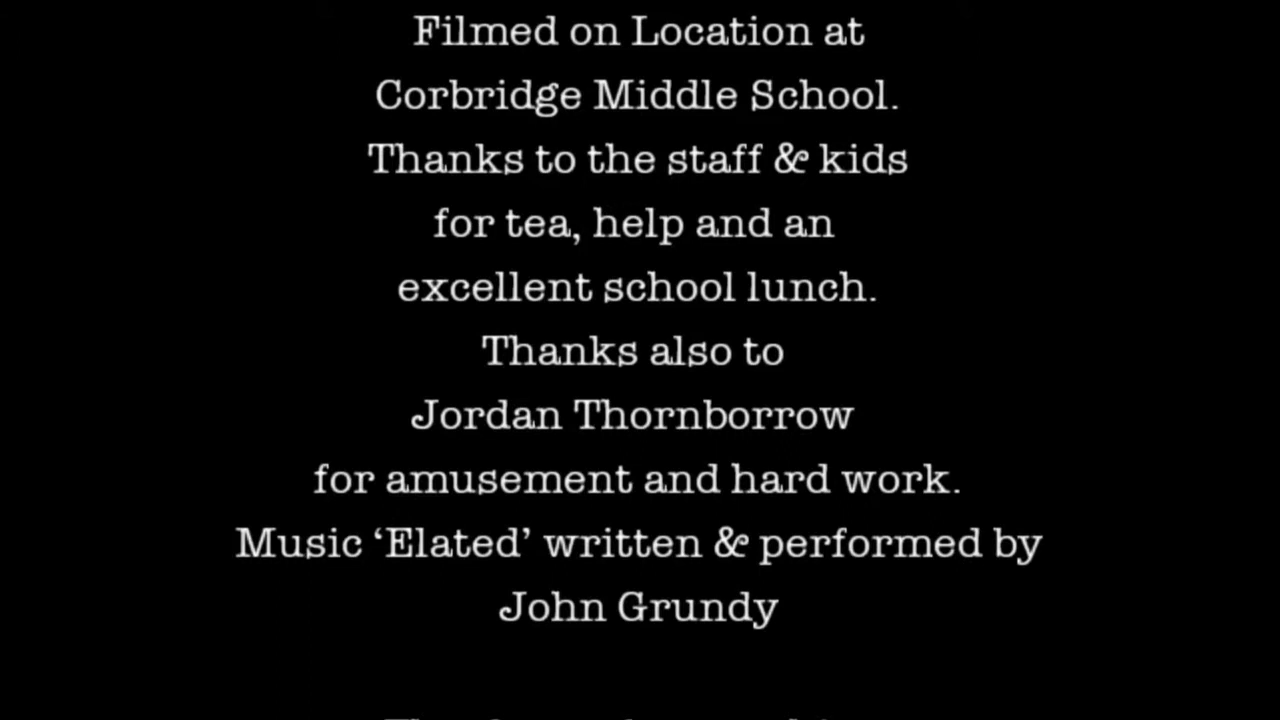 Filmed on Location at
Corbridge Middle School.
Thanks to the staff & kids
for tea, help and an
excellent school lunch.
Thanks also to
Jordan Thornborrow
for amusement and hard work.
Music ‘Elated’ written & performed by
John Grundy